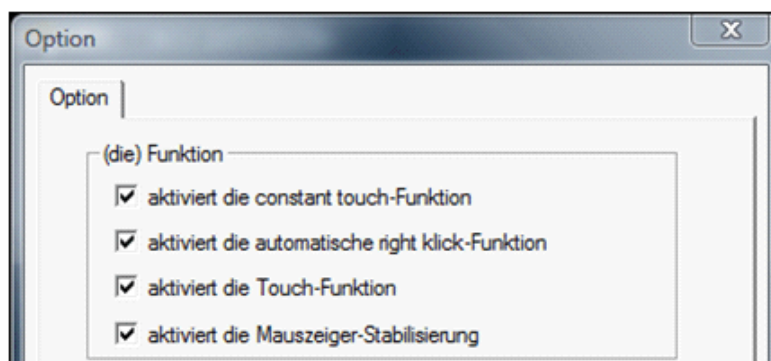 Option
Option
(die) Funktion
aktiviert die constant touch-Funktion
aktiviert die automatische right klick-Funktion
aktiviert die Touch-Funktion
aktiviert die Mauszeiger-Stabilisierung